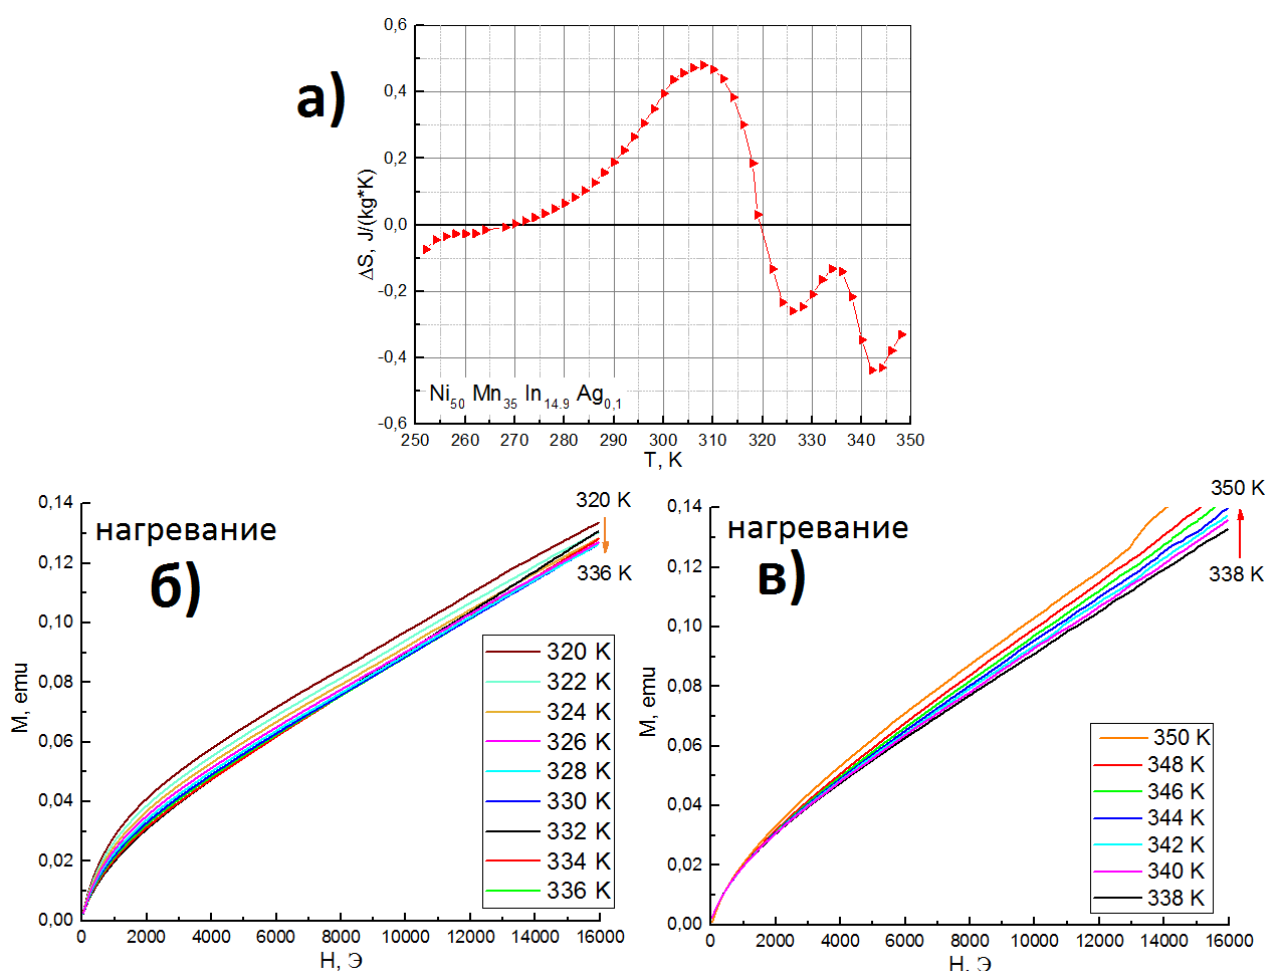 а)
0,6
0,4
0,2
0,0
-0,2
-0,4
-0,6
ΔS, J/(kg*K)
Ni50 Mn35 In14.9 Ag0,1
250 260 270 280 290 300 310 320 330 340 350
T, K
б)
нагревание
320 K
336 K
0,14
0,12
0,10
0,08
0,06
0,04
0,02
0,00
M, emu
320 K
322 K
324 K
326 K
328 K
330 K
332 K
334 K
336 K
0 2000 4000 6000 8000 10000 12000 14000 16000
H, Э
в)
нагревание
350 K
338 K
0,14
0,12
0,10
0,08
0,06
0,04
0,02
0,00
M, emu
350 K
348 K
346 K
344 K
342 K
340 K
338 K
0 2000 4000 6000 8000 10000 12000 14000 16000
H, Э